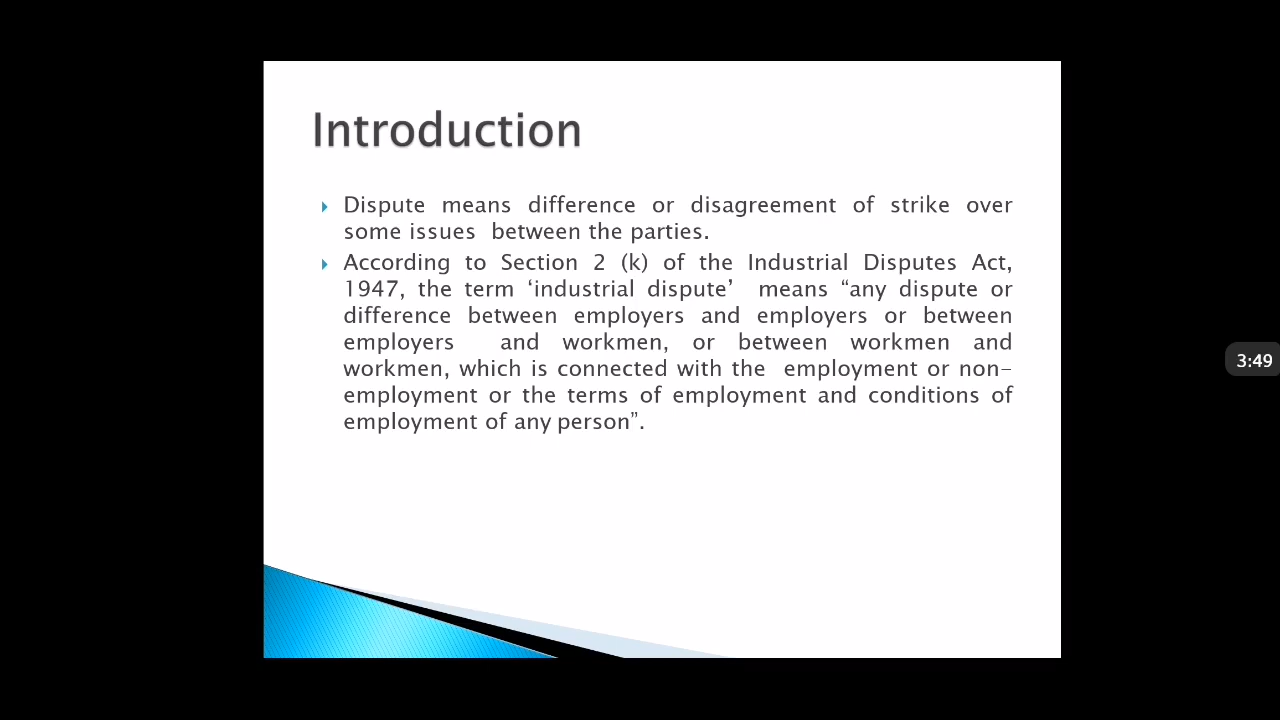 Introduction
Dispute means difference or disagreement of strike over
some issues between the parties.
According to Section 2 (k) of the Industrial Disputes Act,
1947, the term ‘industrial dispute’ means “any dispute or
difference between employers and employers or between
employers and workmen, or between workmen and
workmen, which is connected with the employment or non-
employment or the terms of employment and conditions of
employment of any person”.
3:49